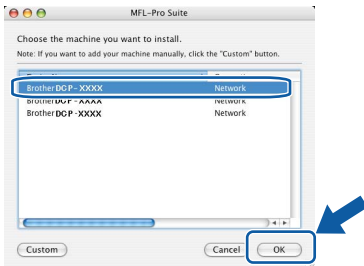 MFL-Pro Suite
Choose the machine you want to install.
Note: If you want to add your machine manually, click the "Custom" button.
Brother DCP-XXXX Network
Brother DCP-XXXX Network
Brother DCP-XXXX Network
Custom Cancel OK